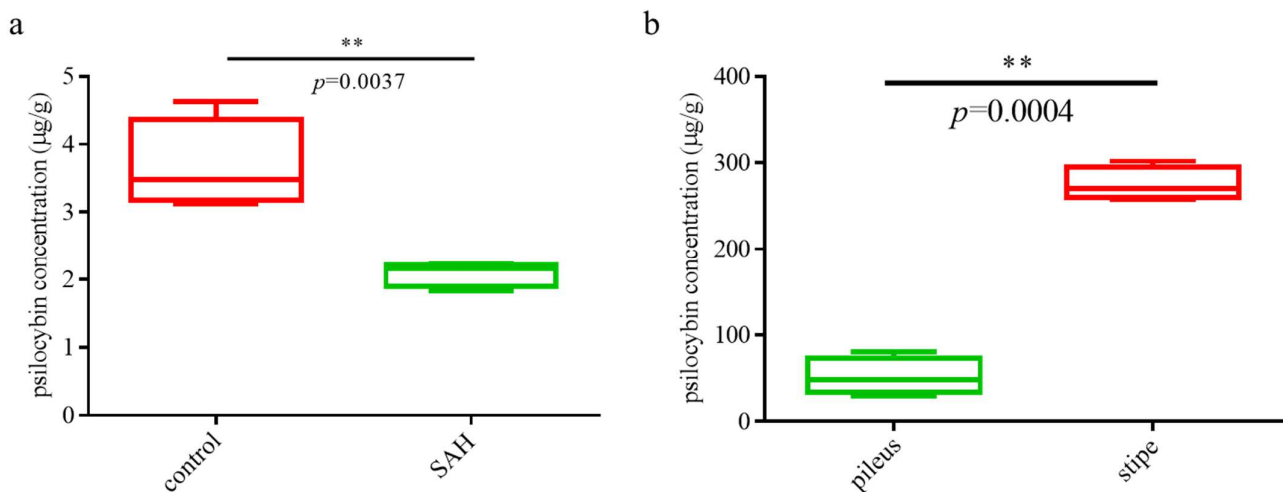 a
**
p=0.0037
psilocybin concentration (μg/g)
5
4
3
2
1
0
control
SAH
b
**
p=0.0004
psilocybin concentration (μg/g)
400
300
200
100
0
pileus
stipe